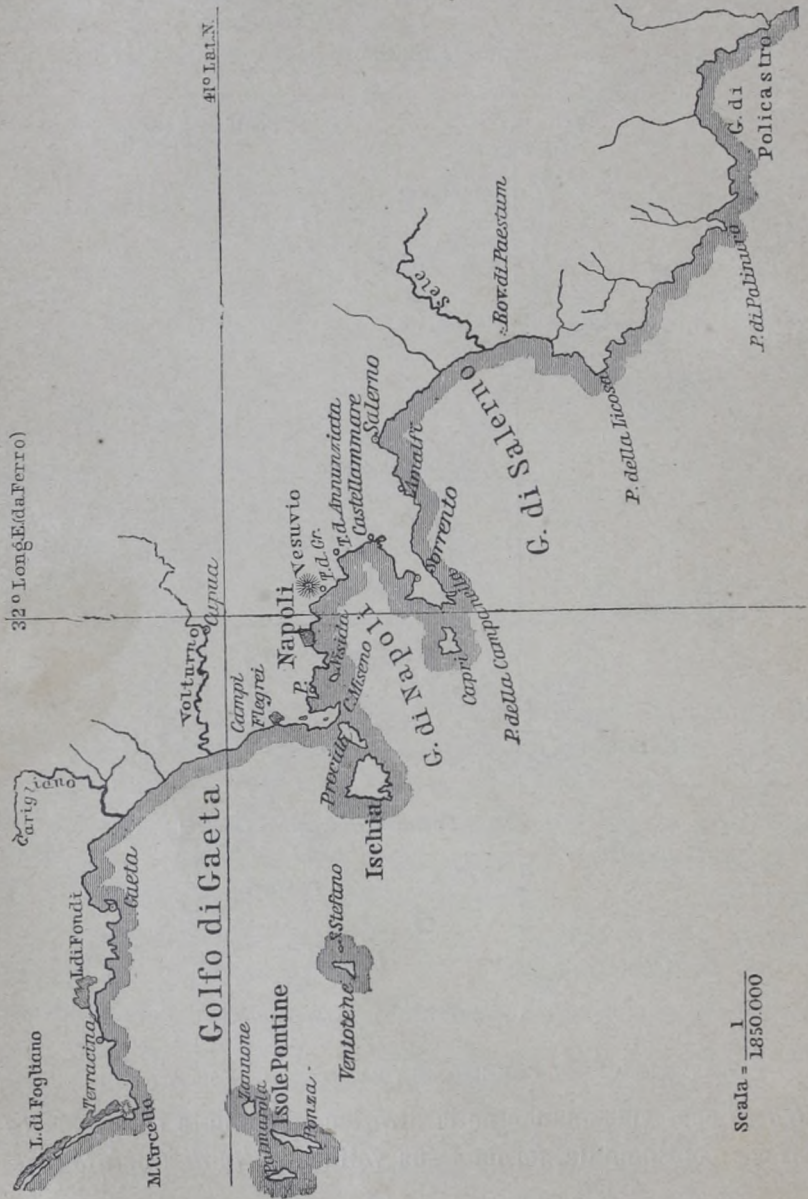 32º Long.E.(da Ferro)
41º Lat.N.
L. di Fogliano
Terracina
L.di Fondi
Garigliano
M.Circello
Gaeta
Volturno
Capua
Golfo di Gaeta
Campi
Flegrei
Napoli
Vesuvio
P.
T.d.Gr.
T.d.Annunziata
Castellammare
Nisida
C.Miseno
Procida
Ischia
G. di Napoli
Zannone
Palmarola
Isole Pontine
Ponza
Ventotene
S.Stefano
Sorrento
Capri
P.della Campanella
Amalfi
Salerno
G. di Salerno
Sele
Rov.di Paestum
P. della Licosa
P. di Palinuro
G. di
Policastro
Scala = 1
1.850.000